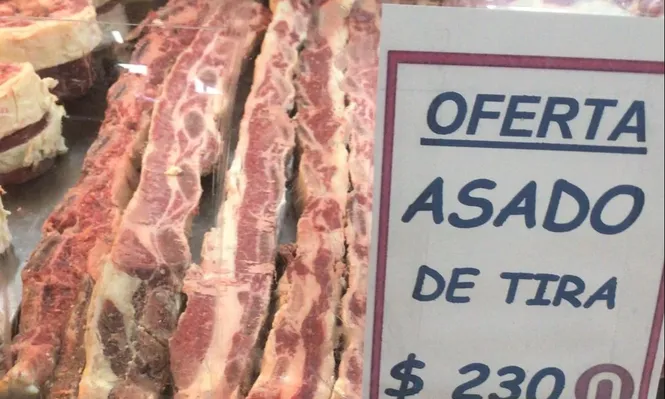 OFERTA
ASADO
DE TIRA
$ 230